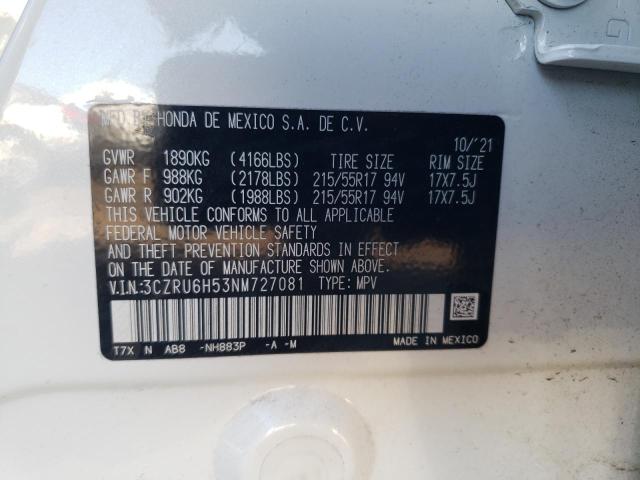 MFD. BY HONDA DE MEXICO S.A. DE C.V.
10/'21
GVWR 1890KG (4166LBS) TIRE SIZE RIM SIZE
GAWR F 988KG (2178LBS) 215/55R17 94V 17X7.5J
GAWR R 902KG (1988LBS) 215/55R17 94V 17X7.5J
THIS VEHICLE CONFORMS TO ALL APPLICABLE
FEDERAL MOTOR VEHICLE SAFETY
AND THEFT PREVENTION STANDARDS IN EFFECT
ON THE DATE OF MANUFACTURE SHOWN ABOVE.
V.I.N.:3CZRU6H53NM727081 TYPE: MPV
T7X N AB8 -NH883P -A -M MADE IN MEXICO